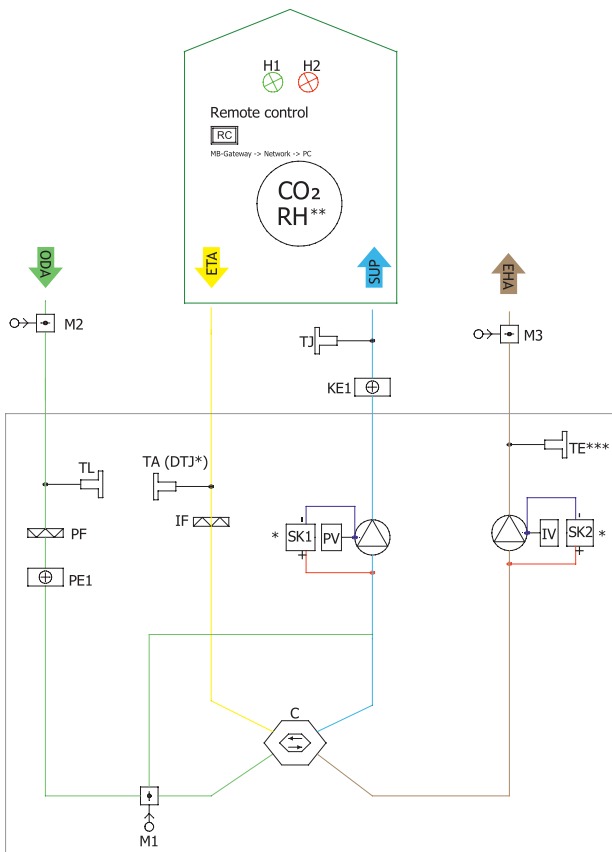 H1 H2
Remote control
RC
MB-Gateway -> Network -> PC
CO₂
RH**
ODA
ETA
SUP
EHA
M2
M3
TJ
KE1
TE***
TL
TA (DTJ*)
IF
PF
* SK1 PV
IV SK2 *
- 
+
-
+
PE1
C
M1